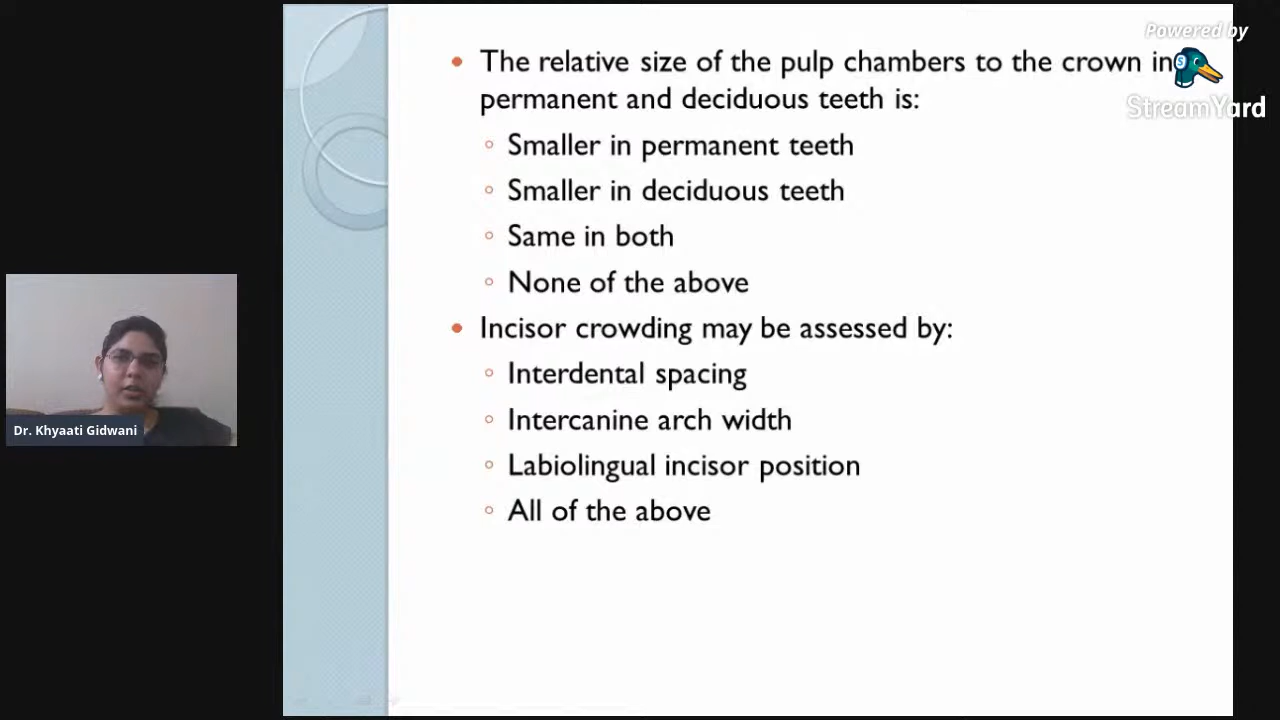 Powered by
StreamYard
• The relative size of the pulp chambers to the crown in
permanent and deciduous teeth is:
◦ Smaller in permanent teeth
◦ Smaller in deciduous teeth
◦ Same in both
◦ None of the above
• Incisor crowding may be assessed by:
◦ Interdental spacing
◦ Intercanine arch width
◦ Labiolingual incisor position
◦ All of the above
Dr. Khyaati Gidwani